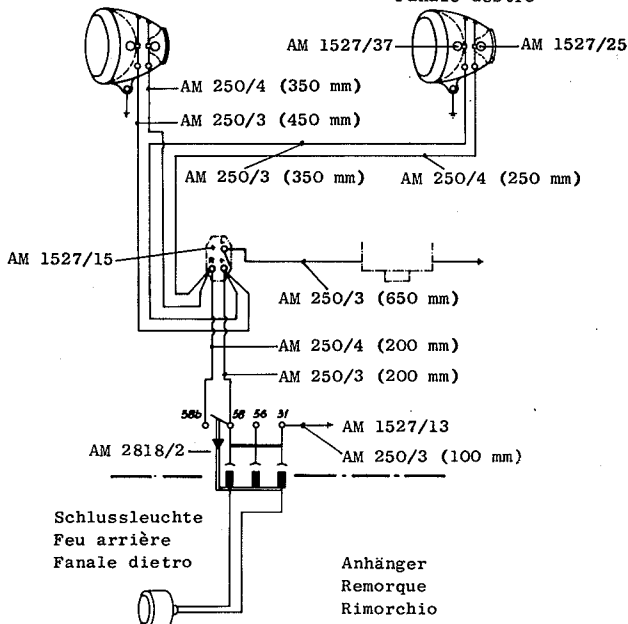 AM 1527/37
AM 1527/25
AM 250/4 (350 mm)
AM 250/3 (450 mm)
AM 250/3 (350 mm)
AM 250/4 (250 mm)
AM 1527/15
AM 250/3 (650 mm)
AM 250/4 (200 mm)
AM 250/3 (200 mm)
58b 58 56 31
AM 1527/13
AM 2818/2
AM 250/3 (100 mm)
Schlussleuchte
Feu arrière
Fanale dietro
Anhänger
Remorque
Rimorchio